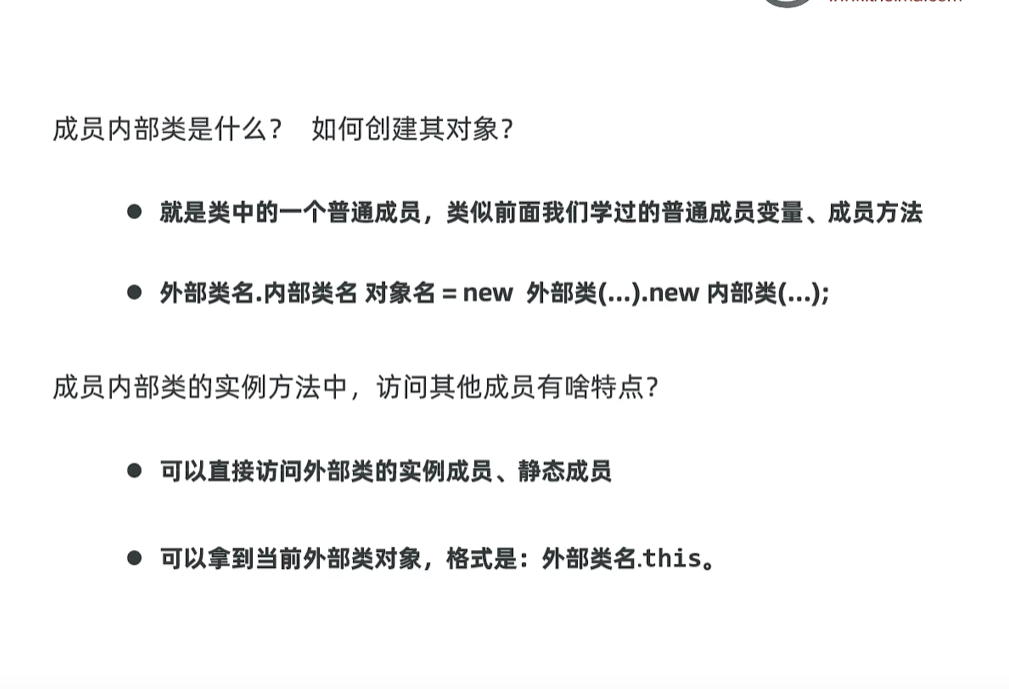 成员内部类是什么？ 如何创建其对象？
● 就是类中的一个普通成员，类似前面我们学过的普通成员变量、成员方法
● 外部类名.内部类名 对象名 = new 外部类(...).new 内部类(...);
成员内部类的实例方法中，访问其他成员有啥特点？
● 可以直接访问外部类的实例成员、静态成员
● 可以拿到当前外部类对象，格式是：外部类名.this。